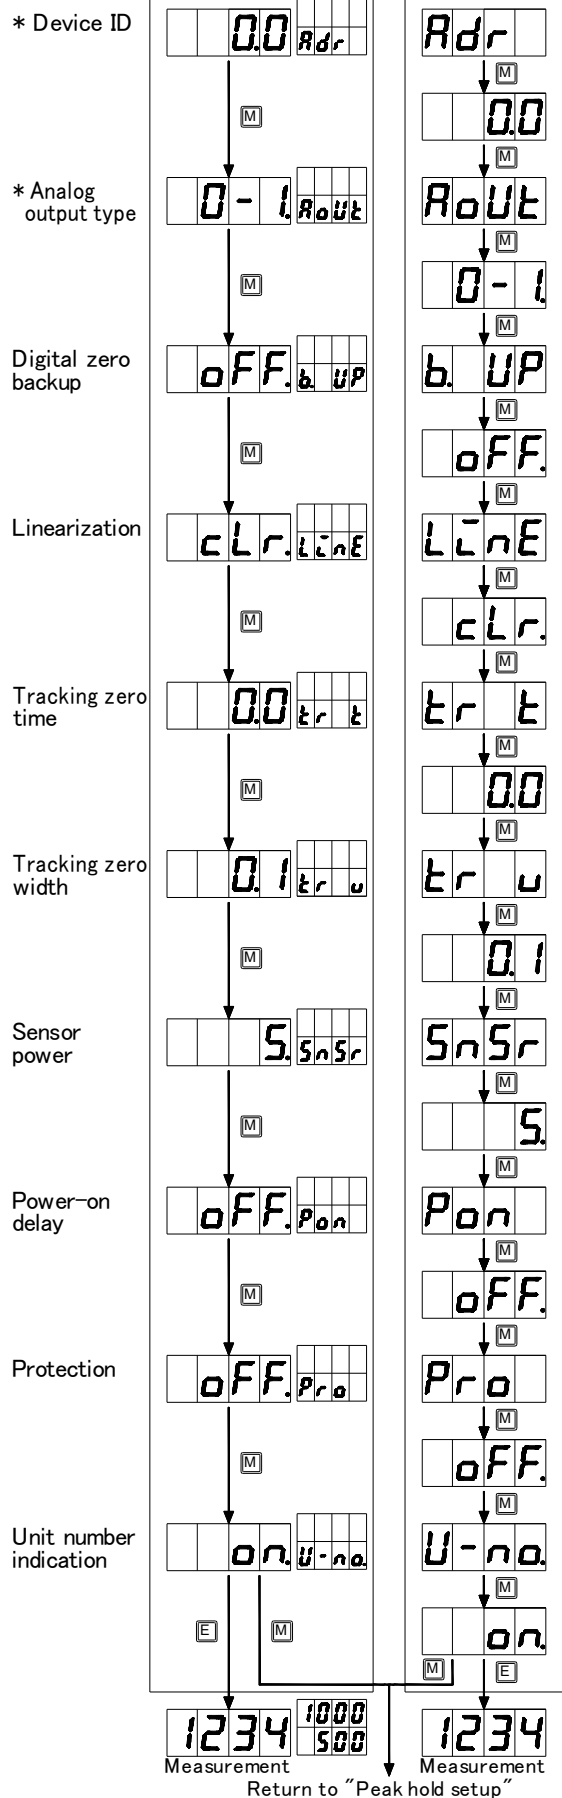 * Device ID
0.0 Adr Adr
M
M 0.0
M
* Analog
output type
0-1. AoUt AoUt
M
M 0-1.
M
Digital zero
backup
oFF. b. UP b. UP
M
M oFF.
M
Linearization
cLr. LinE LinE
M
M cLr.
M
Tracking zero
time
0.0 tr t tr t
M
M 0.0
M
Tracking zero
width
0.1 tr u tr u
M
M 0.1
M
Sensor
power
5. SnSr SnSr
M
M 5.
M
Power-on
delay
oFF. Pon Pon
M
M oFF.
M
Protection
oFF. Pro Pro
M
M oFF.
M
Unit number
indication
on. U-no. U-no.
M
E M on.
M E
1234 1000 1234
500
Measurement Measurement
Return to "Peak hold setup"